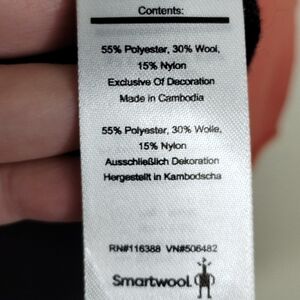 Contents:
55% Polyester, 30% Wool,
15% Nylon
Exclusive Of Decoration
Made in Cambodia
55% Polyester, 30% Wolle,
15% Nylon
Ausschließlich Dekoration
Hergestellt in Kambodscha
RN#116388 VN#506482
Smartwool